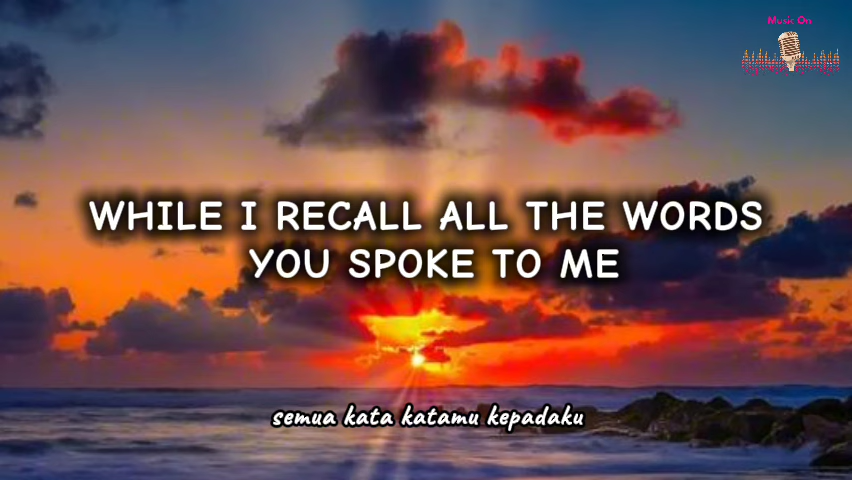 Music On
WHILE I RECALL ALL THE WORDS
YOU SPOKE TO ME
semua kata katamu kepadaku